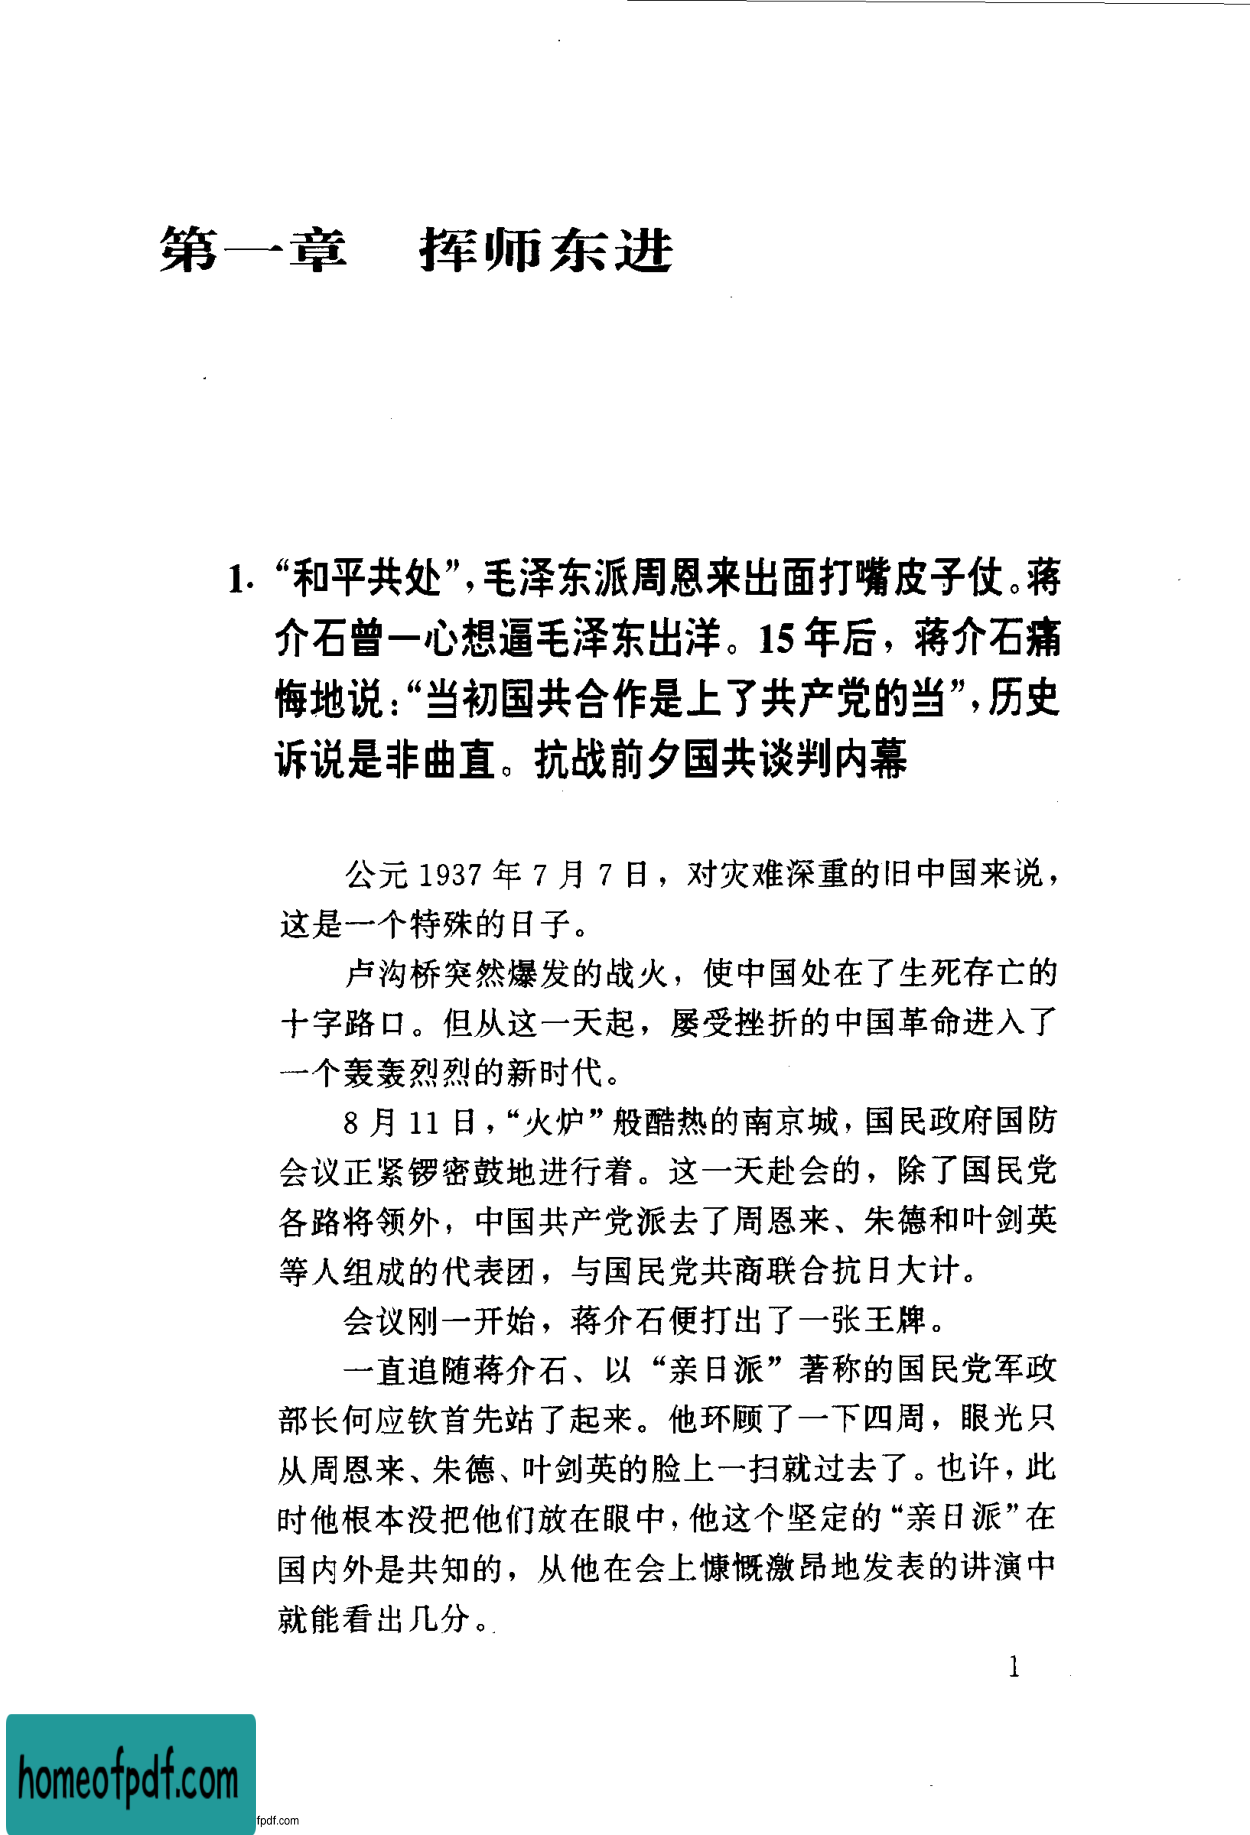 第一章　挥师东进
1. “和平共处”，毛泽东派周恩来出面打嘴皮子仗。蒋
介石曾一心想逼毛泽东出洋。15年后，蒋介石痛
悔地说：“当初国共合作是上了共产党的当”，历史
诉说是非曲直。抗战前夕国共谈判内幕
公元1937年7月7日，对灾难深重的旧中国来说，
这是一个特殊的日子。
卢沟桥突然爆发的战火，使中国处在了生死存亡的
十字路口。但从这一天起，屡受挫折的中国革命进入了
一个轰轰烈烈的新时代。
8月11日，“火炉”般酷热的南京城，国民政府国防
会议正紧锣密鼓地进行着。这一天赴会的，除了国民党
各路将领外，中国共产党派去了周恩来、朱德和叶剑英
等人组成的代表团，与国民党共商联合抗日大计。
会议刚一开始，蒋介石便打出了一张王牌。
一直追随蒋介石、以“亲日派”著称的国民党军政
部长何应钦首先站了起来。他环顾了一下四周，眼光只
从周恩来、朱德、叶剑英的脸上一扫就过去了。也许，此
时他根本没把他们放在眼中，他这个坚定的“亲日派”在
国内外是共知的，从他在会上慷慨激昂地发表的讲演中
就能看出几分。
1
homeofpdf.com
fpdf.com